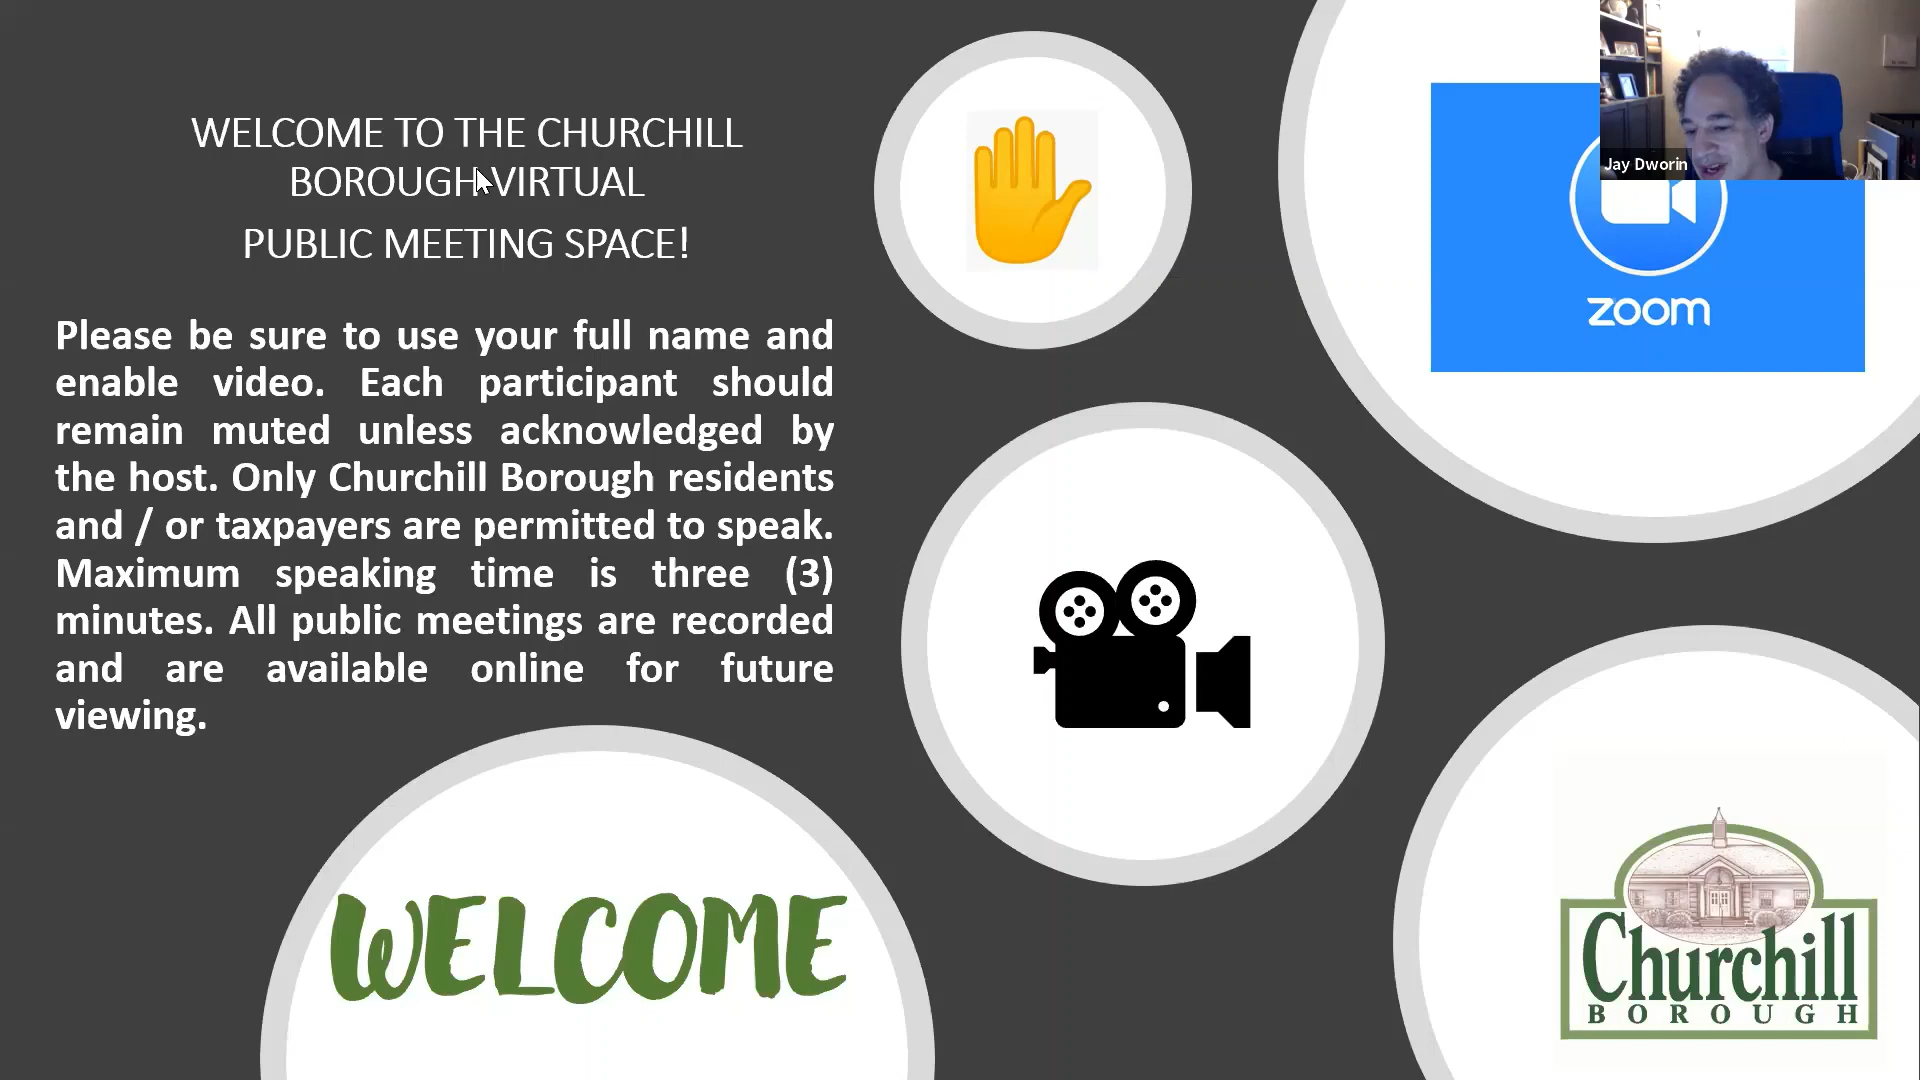 WELCOME TO THE CHURCHILL
BOROUGH VIRTUAL
PUBLIC MEETING SPACE!
Please be sure to use your full name and
enable video. Each participant should
remain muted unless acknowledged by
the host. Only Churchill Borough residents
and / or taxpayers are permitted to speak.
Maximum speaking time is three (3)
minutes. All public meetings are recorded
and are available online for future
viewing.
WELCOME
Jay Dworin
zoom
Churchill
BOROUGH